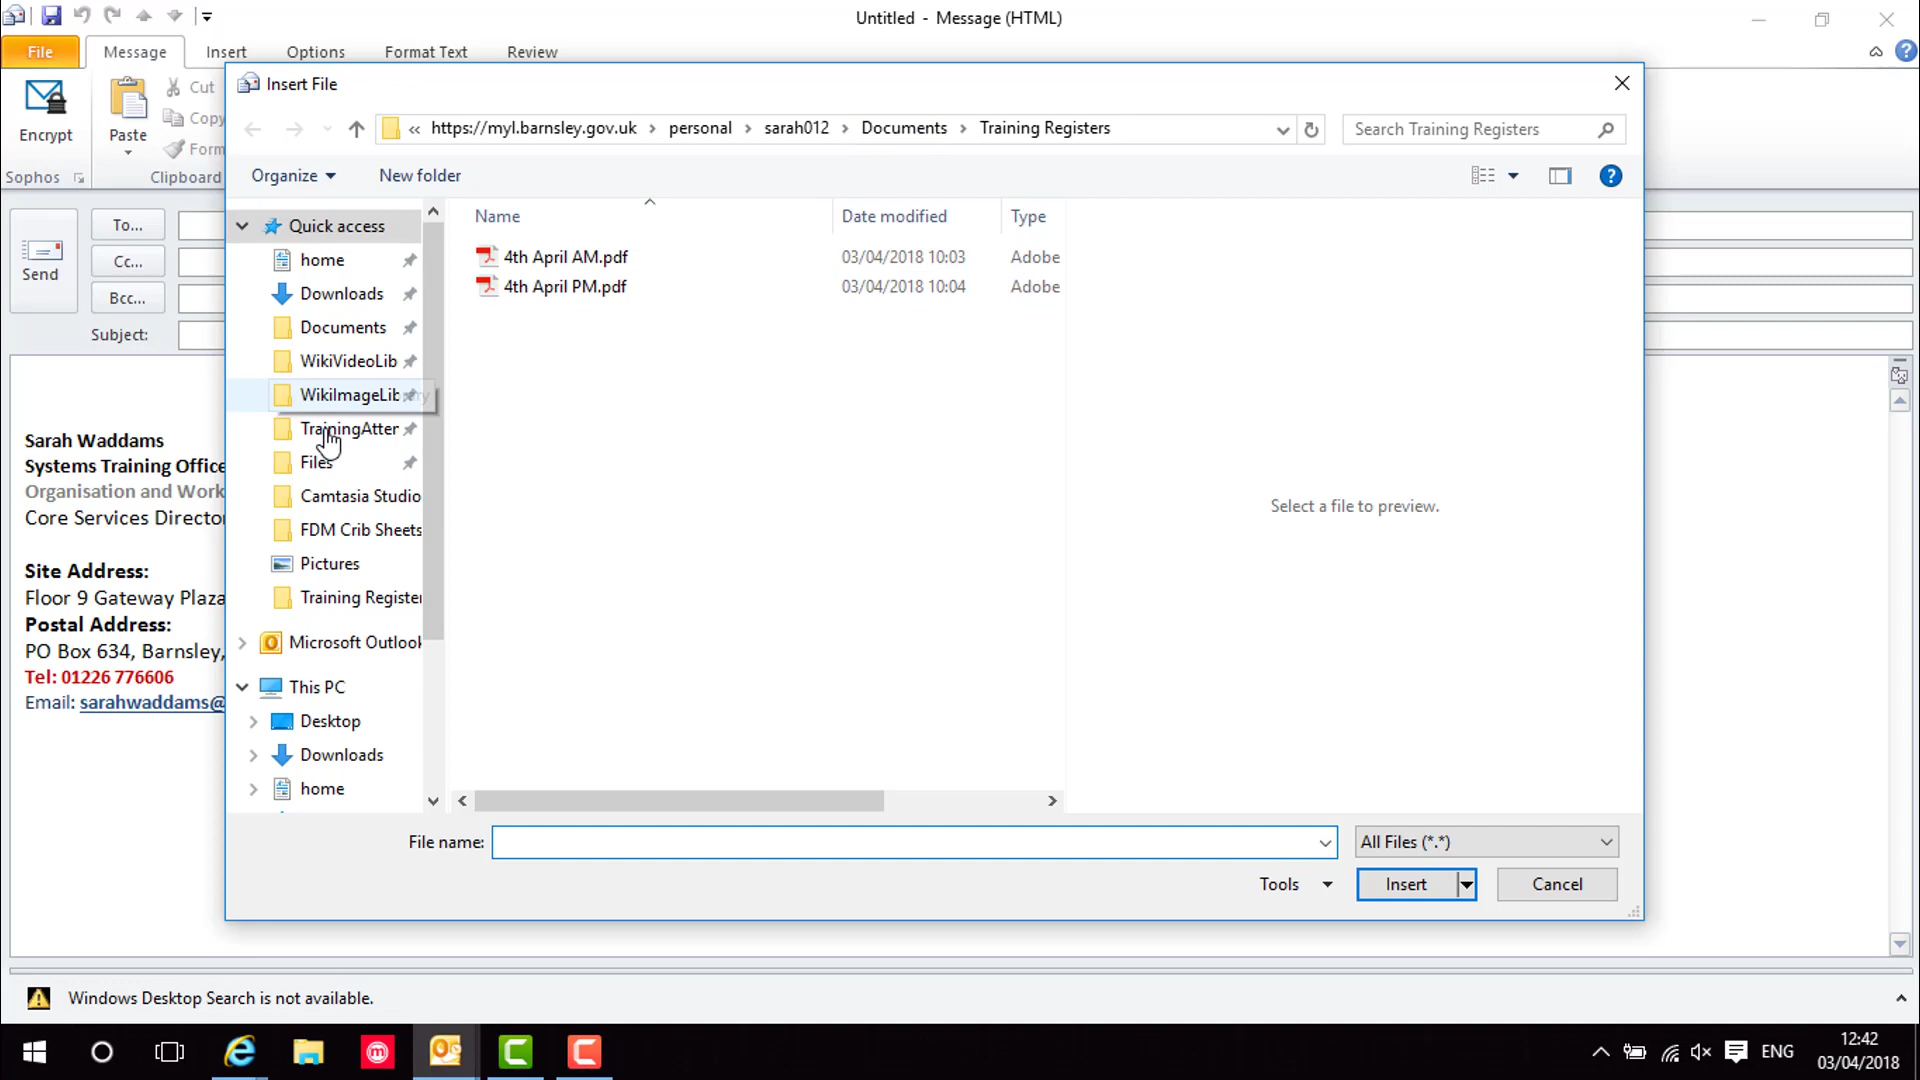 Untitled - Message (HTML)
File Message Insert Options Format Text Review
Encrypt
Sophos
Paste
Cut
Copy
Form
Clipboard
Send
To...
Cc...
Bcc...
Subject:
Sarah Waddams
Systems Training Office
Organisation and Work
Core Services Director
Site Address:
Floor 9 Gateway Plaza
Postal Address:
PO Box 634, Barnsley,
Tel: 01226 776606
Email: sarahwaddams@
Insert File
« https://myl.barnsley.gov.uk > personal > sarah012 > Documents > Training Registers
Search Training Registers
Organize
New folder
Quick access
home
Downloads
Documents
WikiVideoLib
WikiImageLibrary
TrainingAtten
Files
Camtasia Studio
FDM Crib Sheets
Pictures
Training Register
Microsoft Outlook
This PC
Desktop
Downloads
home
Name Date modified Type
4th April AM.pdf 03/04/2018 10:03 Adobe
4th April PM.pdf 03/04/2018 10:04 Adobe
Select a file to preview.
File name:
All Files (*.*)
Tools
Insert
Cancel
Windows Desktop Search is not available.
ENG
12:42
03/04/2018